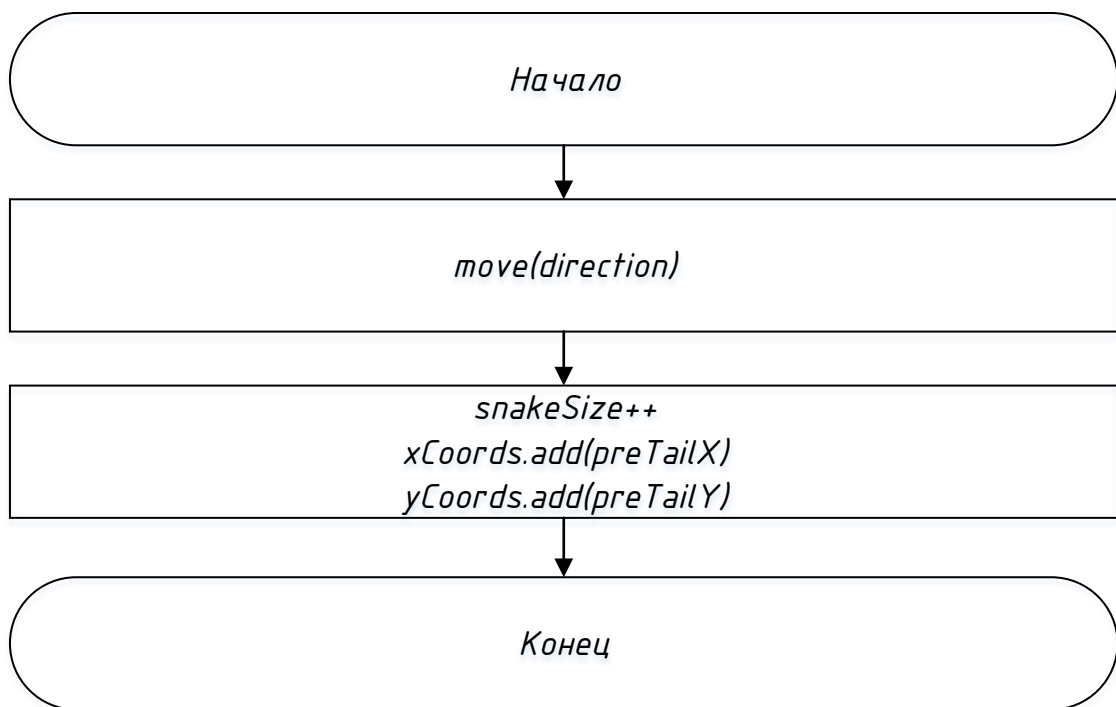 Начало
move(direction)
snakeSize++
xCoords.add(preTailX)
yCoords.add(preTailY)
Конец